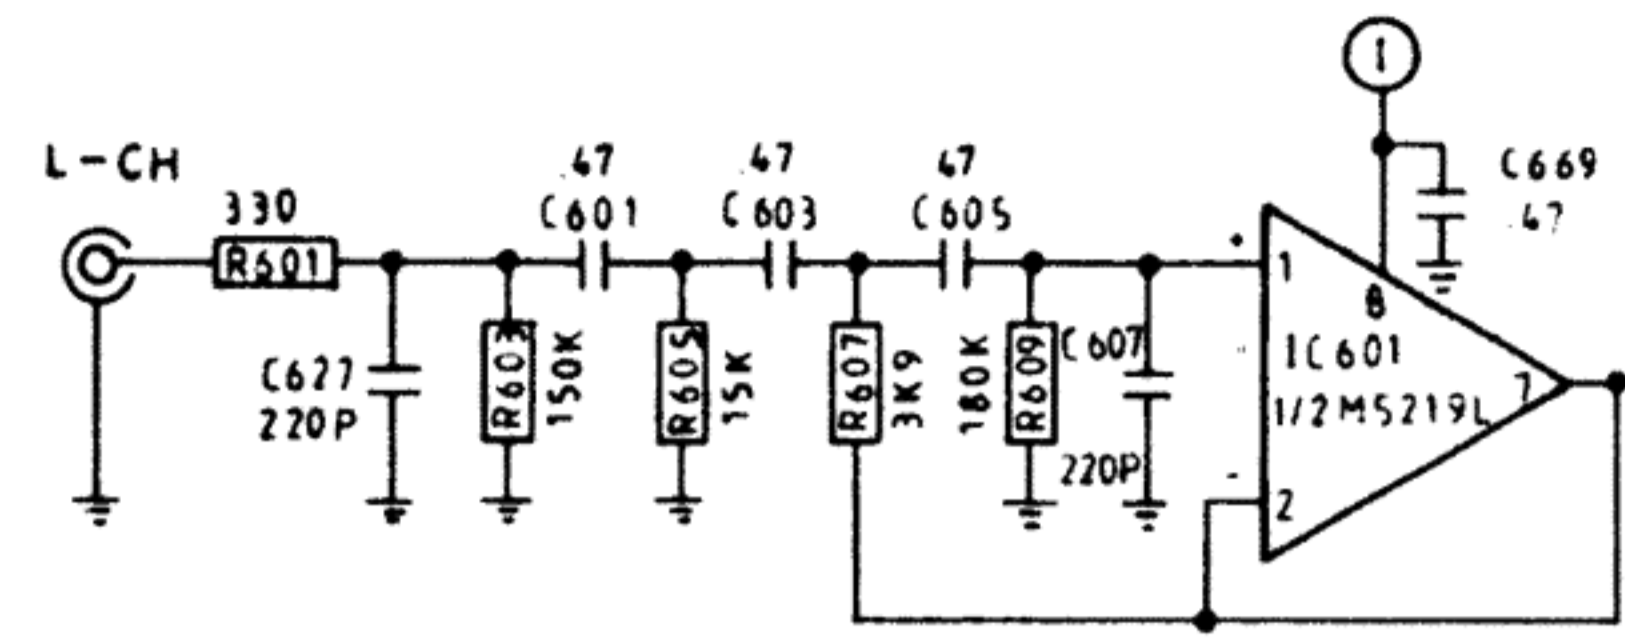 1
L-CH
330
R601
.47
C601
.47
C603
47
C605
C669
.47
C627
220P
R603
150K
R605
15K
R607
3K9
180K
R609
C607
220P
+
1
8
IC601
1/2M5219L
7
-
2